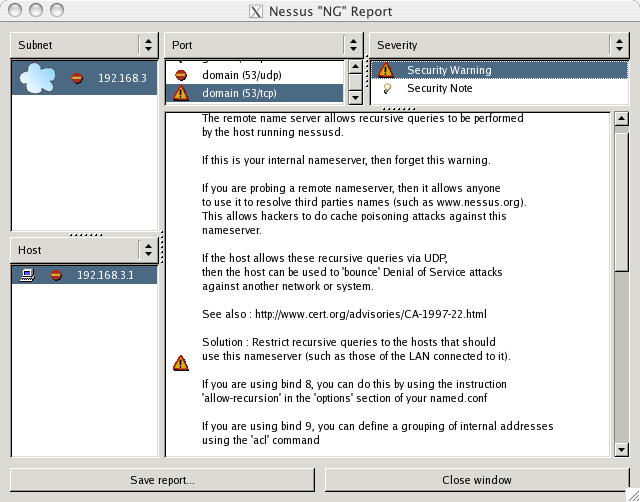 Nessus "NG" Report
Subnet
Port
Severity
192.168.3
domain (53/udp)
domain (53/tcp)
Security Warning
Security Note
The remote name server allows recursive queries to be performed
by the host running nessusd.
If this is your internal nameserver, then forget this warning.
If you are probing a remote nameserver, then it allows anyone
to use it to resolve third parties names (such as www.nessus.org).
This allows hackers to do cache poisoning attacks against this
nameserver.
If the host allows these recursive queries via UDP,
then the host can be used to 'bounce' Denial of Service attacks
against another network or system.
See also : http://www.cert.org/advisories/CA-1997-22.html
Solution : Restrict recursive queries to the hosts that should
use this nameserver (such as those of the LAN connected to it).
If you are using bind 8, you can do this by using the instruction
'allow-recursion' in the 'options' section of your named.conf
If you are using bind 9, you can define a grouping of internal addresses
using the 'acl' command
Host
192.168.3.1
Save report...
Close window